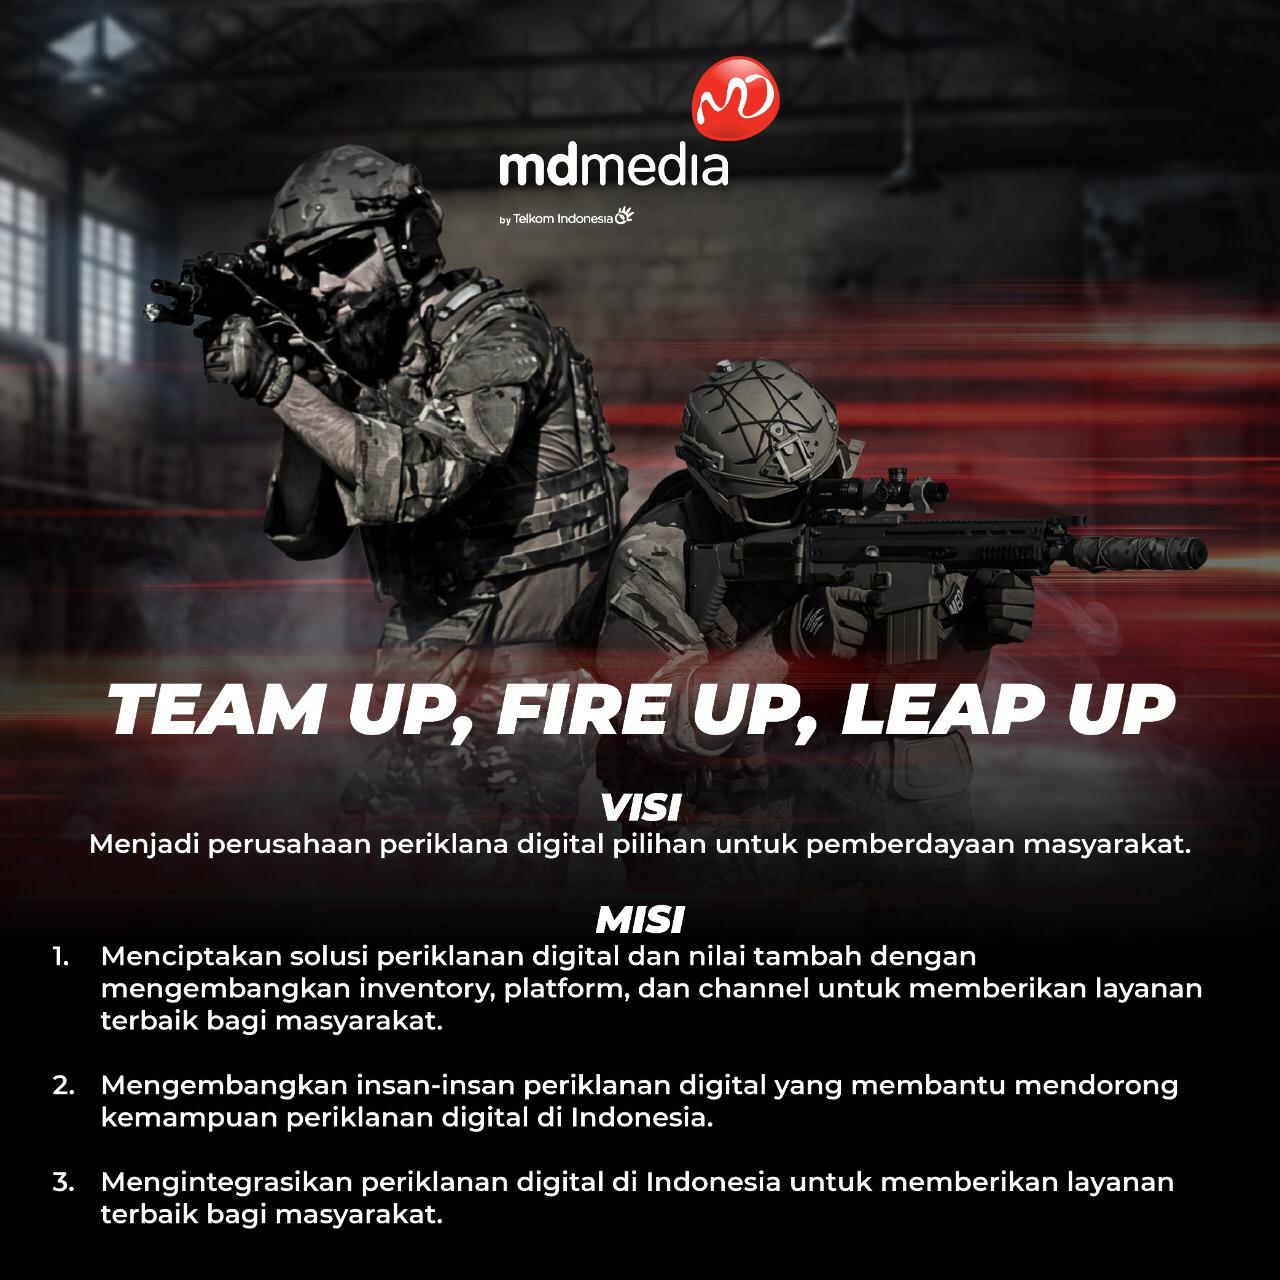 MD
mdmedia
by Telkom Indonesia
MED
TEAM UP, FIRE UP, LEAP UP
VISI
Menjadi perusahaan periklana digital pilihan untuk pemberdayaan masyarakat.
MISI
1. Menciptakan solusi periklanan digital dan nilai tambah dengan
mengembangkan inventory, platform, dan channel untuk memberikan layanan
terbaik bagi masyarakat.
2. Mengembangkan insan-insan periklanan digital yang membantu mendorong
kemampuan periklanan digital di Indonesia.
3. Mengintegrasikan periklanan digital di Indonesia untuk memberikan layanan
terbaik bagi masyarakat.